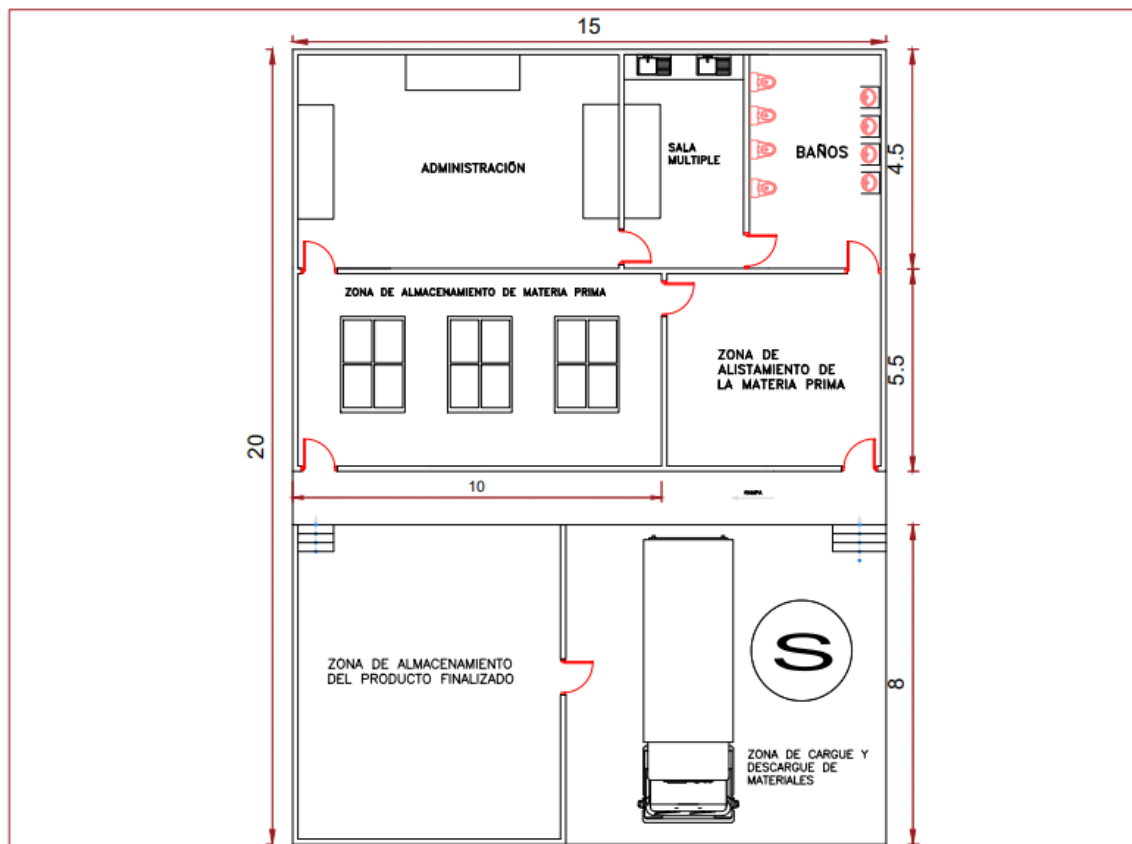 15
SALA
MULTIPLE
BAÑOS
ADMINISTRACIÓN
4.5
ZONA DE ALMACENAMIENTO DE MATERIA PRIMA
ZONA DE
ALISTAMIENTO DE
LA MATERIA PRIMA
5.5
20
10
RAMPA
ZONA DE ALMACENAMIENTO
DEL PRODUCTO FINALIZADO
S
8
ZONA DE CARGUE Y
DESCARGUE DE
MATERIALES